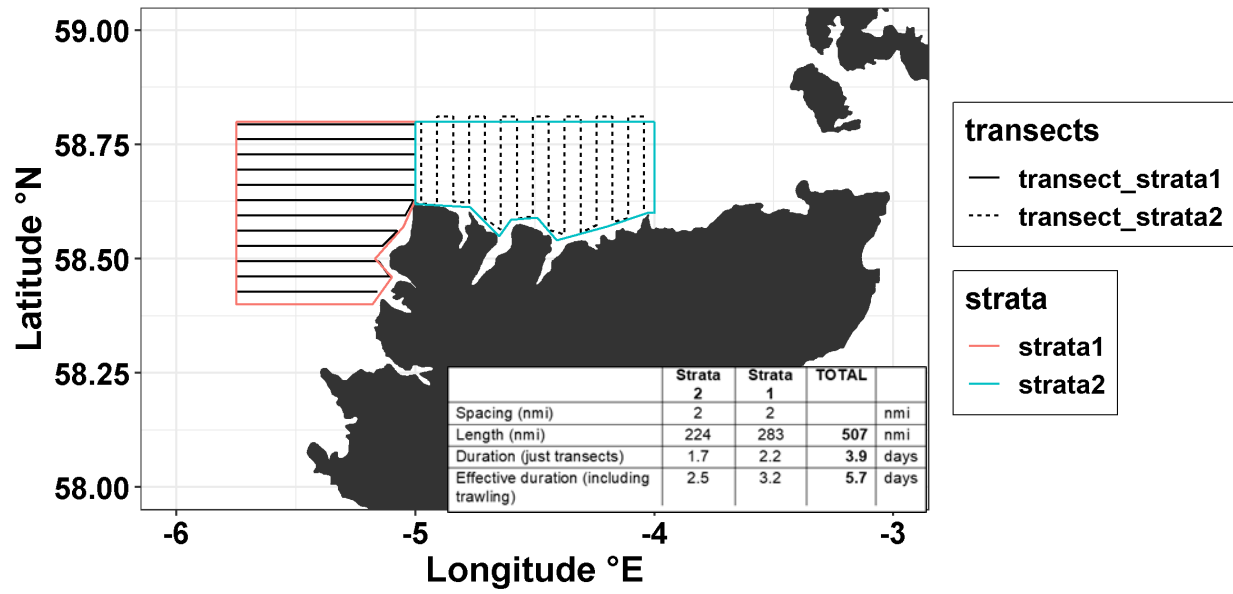 59.00
58.75
58.50
58.25
58.00
Latitude °N
-6
-5
-4
-3
Longitude °E
transects
transect_strata1
transect_strata2
strata
strata1
strata2
Strata 2 Strata 1 TOTAL
Spacing (nmi) 2 2 nmi
Length (nmi) 224 283 507 nmi
Duration (just transects) 1.7 2.2 3.9 days
Effective duration (including 2.5 3.2 5.7 days
trawling)